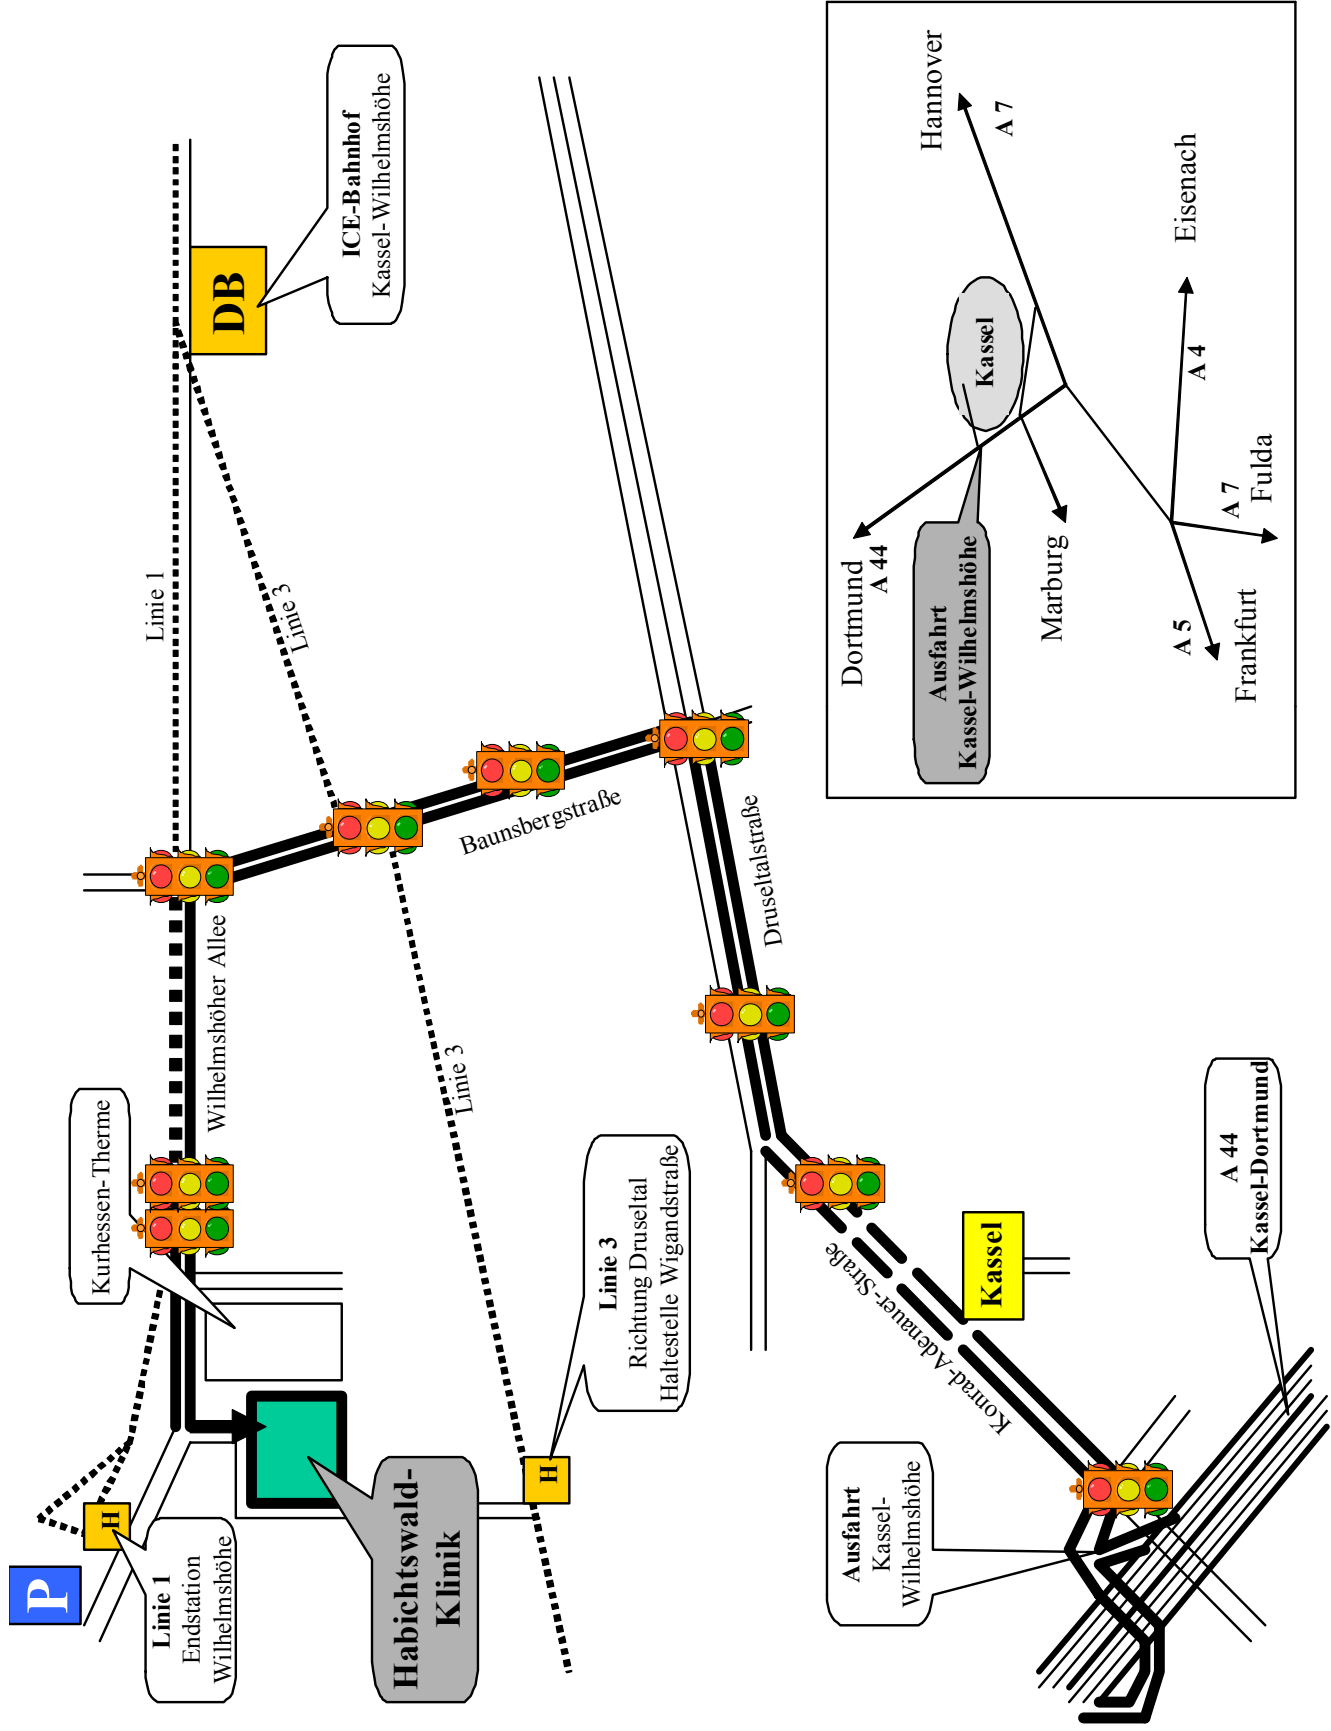 P
H
Linie 1
Endstation
Wilhelmshöhe
Kurhessen-Therme
Wilhelmshöher Allee
Linie 1
DB
ICE-Bahnhof
Kassel-Wilhelmshöhe
Linie 3
Baunsbergstraße
Linie 3
Habichtswald-
Klinik
H
Linie 3
Richtung Druseltal
Haltestelle Wigandstraße
Druseltalstraße
Konrad-Adenauer-Straße
Kassel
Ausfahrt
Kassel-
Wilhelmshöhe
A 44
Kassel-Dortmund
Dortmund
A 44
Hannover
A 7
Kassel
Ausfahrt
Kassel-Wilhelmshöhe
Marburg
Eisenach
A 4
A 5
Frankfurt
A 7
Fulda